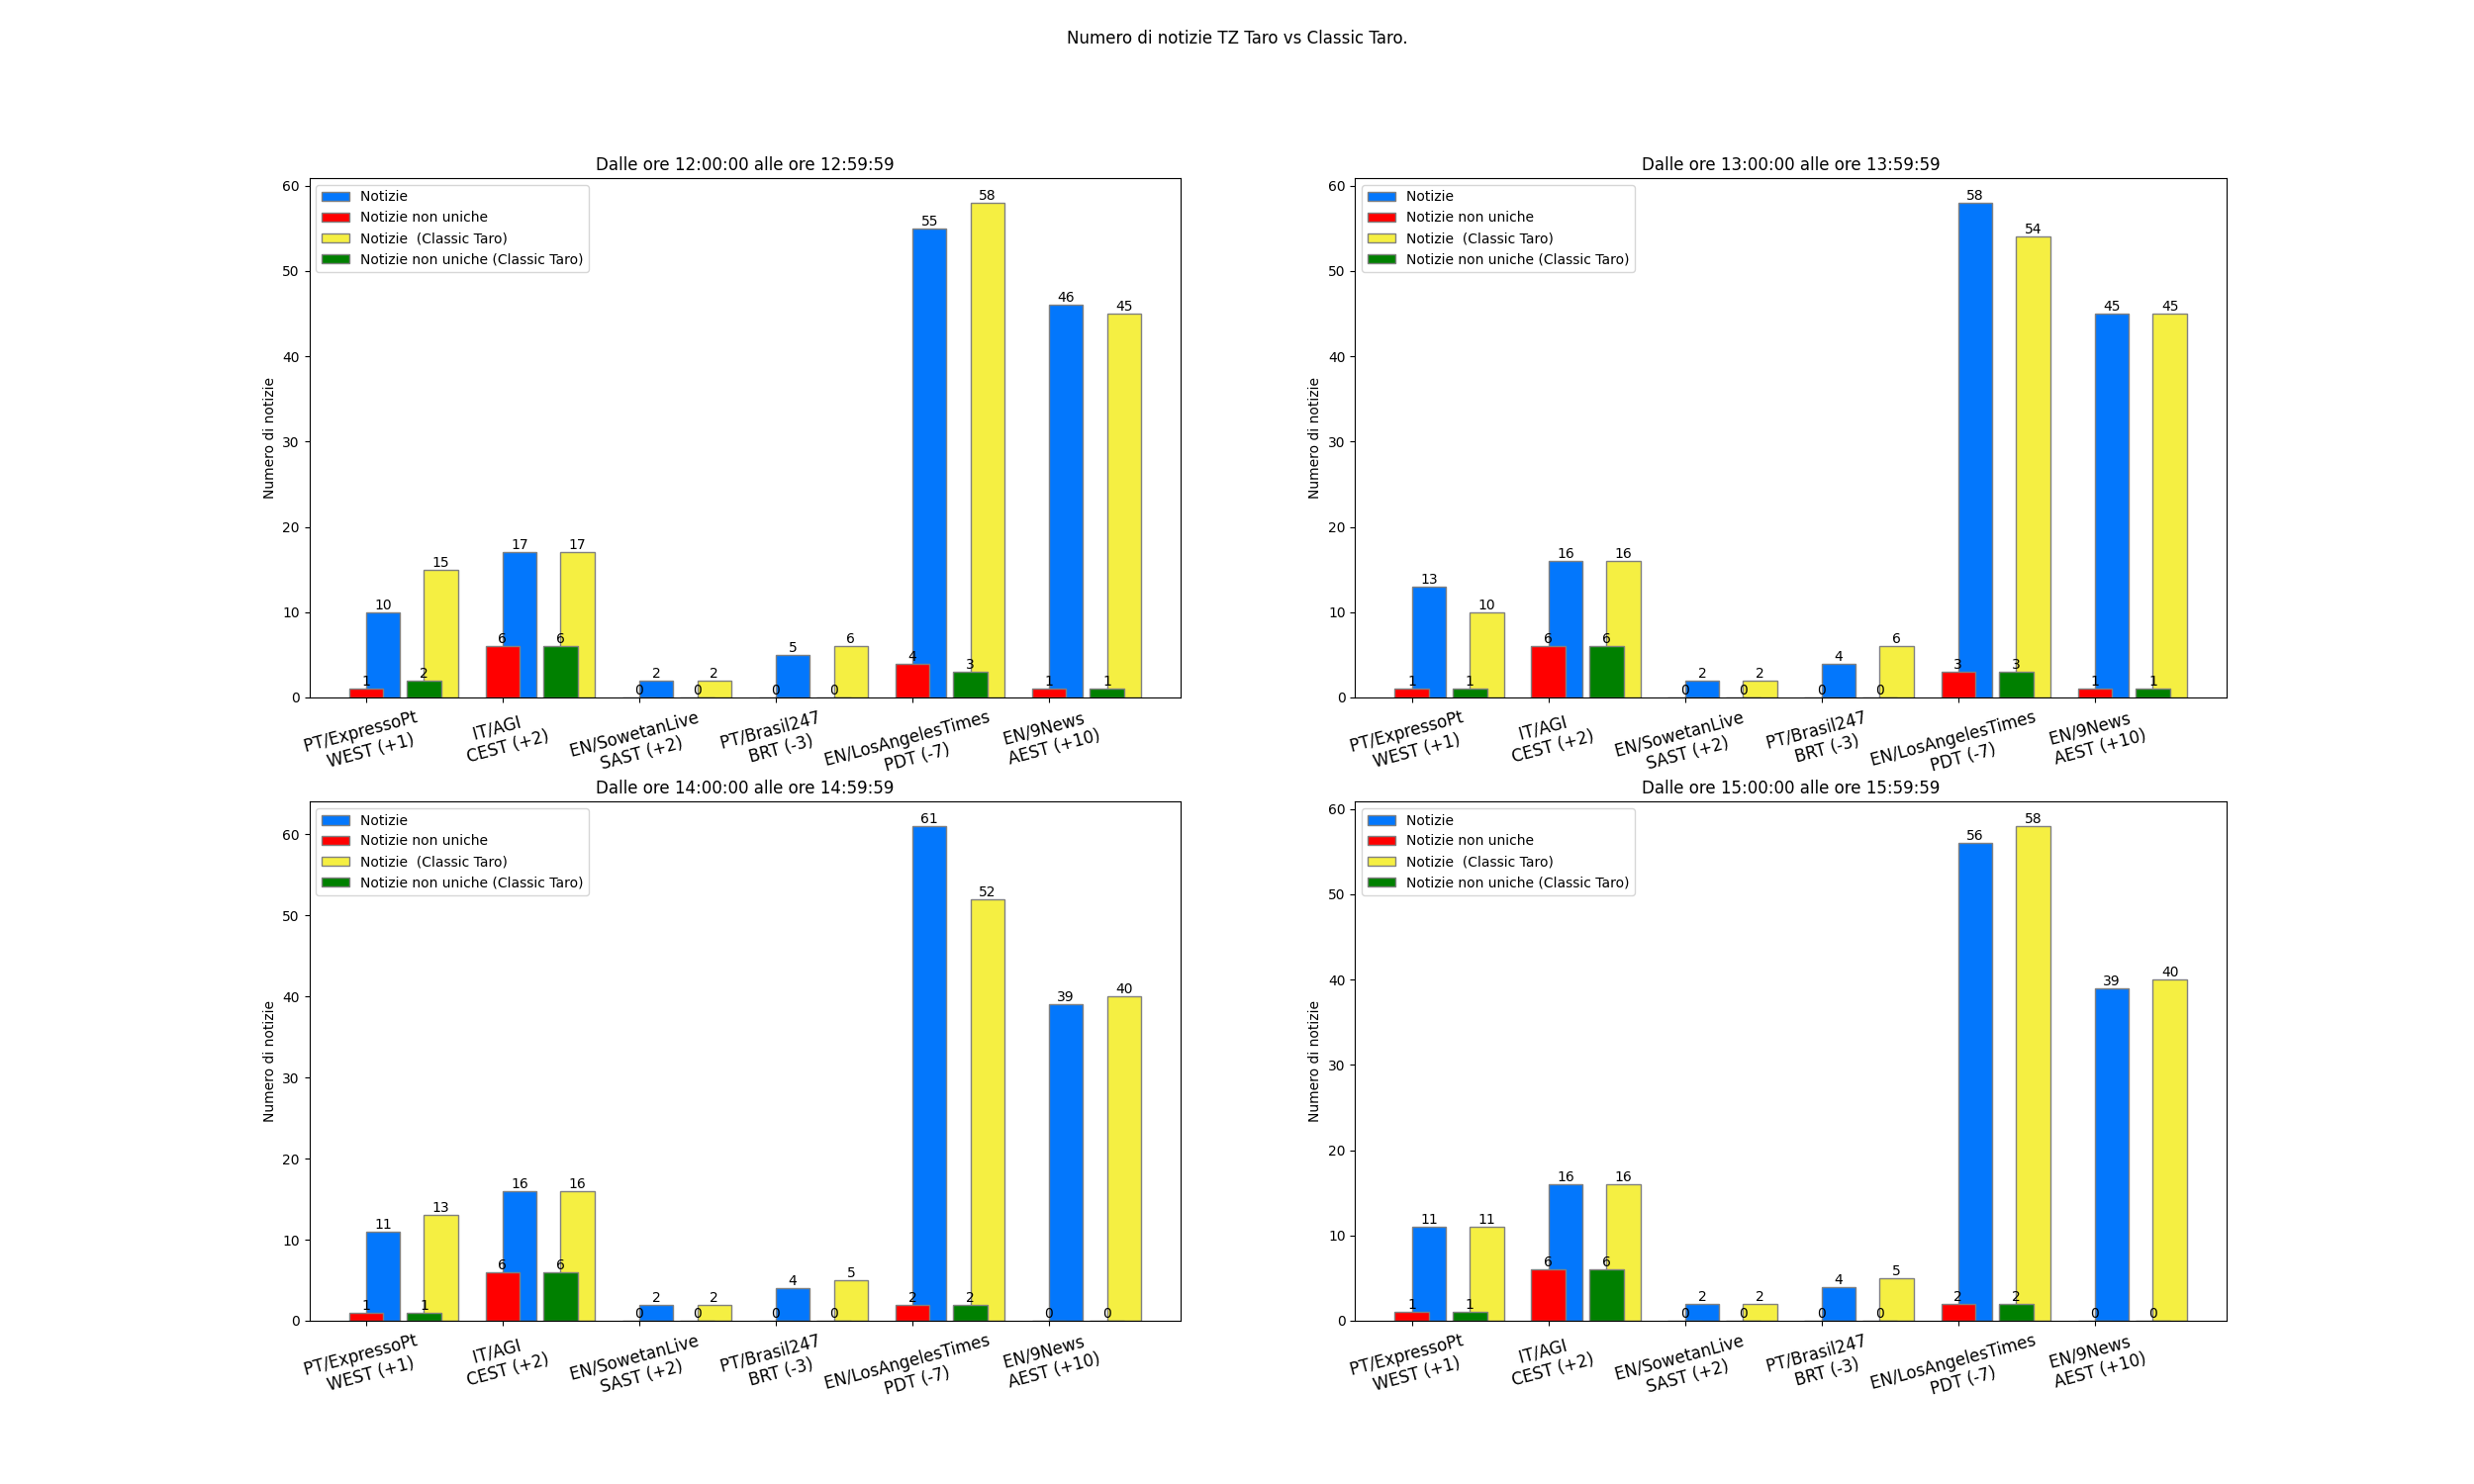 Numero di notizie TZ Taro vs Classic Taro.
Dalle ore 12:00:00 alle ore 12:59:59
Numero di notizie
60
50
40
30
20
10
0
Notizie
Notizie non uniche
Notizie  (Classic Taro)
Notizie non uniche (Classic Taro)
10
1
15
2
17
6
17
6
2
0
2
0
5
0
6
0
55
4
58
3
46
1
45
1
PT/ExpressoPt
WEST (+1)
IT/AGI
CEST (+2)
EN/SowetanLive
SAST (+2)
PT/Brasil247
BRT (-3)
EN/LosAngelesTimes
PDT (-7)
EN/9News
AEST (+10)
Dalle ore 13:00:00 alle ore 13:59:59
Numero di notizie
60
50
40
30
20
10
0
Notizie
Notizie non uniche
Notizie  (Classic Taro)
Notizie non uniche (Classic Taro)
13
1
10
1
16
6
16
6
2
0
2
0
4
0
6
0
58
3
54
3
45
1
45
1
PT/ExpressoPt
WEST (+1)
IT/AGI
CEST (+2)
EN/SowetanLive
SAST (+2)
PT/Brasil247
BRT (-3)
EN/LosAngelesTimes
PDT (-7)
EN/9News
AEST (+10)
Dalle ore 14:00:00 alle ore 14:59:59
Numero di notizie
60
50
40
30
20
10
0
Notizie
Notizie non uniche
Notizie  (Classic Taro)
Notizie non uniche (Classic Taro)
11
1
13
1
16
6
16
6
2
0
2
0
4
0
5
0
61
2
52
2
39
0
40
0
PT/ExpressoPt
WEST (+1)
IT/AGI
CEST (+2)
EN/SowetanLive
SAST (+2)
PT/Brasil247
BRT (-3)
EN/LosAngelesTimes
PDT (-7)
EN/9News
AEST (+10)
Dalle ore 15:00:00 alle ore 15:59:59
Numero di notizie
60
50
40
30
20
10
0
Notizie
Notizie non uniche
Notizie  (Classic Taro)
Notizie non uniche (Classic Taro)
11
1
11
1
16
6
16
6
2
0
2
0
4
0
5
0
56
2
58
2
39
0
40
0
PT/ExpressoPt
WEST (+1)
IT/AGI
CEST (+2)
EN/SowetanLive
SAST (+2)
PT/Brasil247
BRT (-3)
EN/LosAngelesTimes
PDT (-7)
EN/9News
AEST (+10)